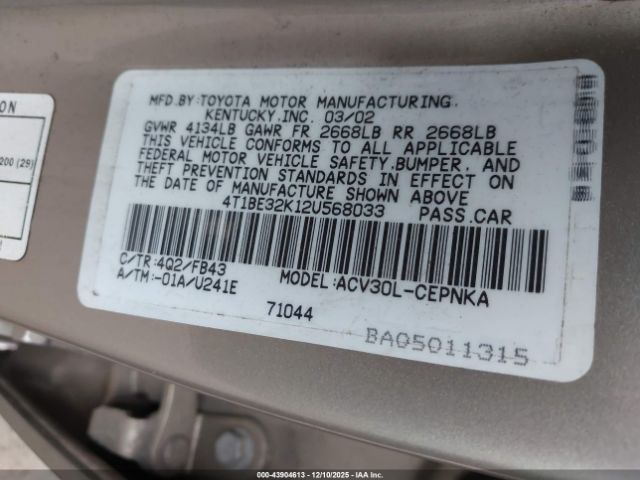 ON
200 (29)
MFD.BY:TOYOTA MOTOR MANUFACTURING,
KENTUCKY,INC. 03/02
GVWR 4134LB GAWR FR 2668LB RR 2668LB
THIS VEHICLE CONFORMS TO ALL APPLICABLE
FEDERAL MOTOR VEHICLE SAFETY,BUMPER, AND
THEFT PREVENTION STANDARDS IN EFFECT ON
THE DATE OF MANUFACTURE SHOWN ABOVE
4T1BE32K12U568033 PASS.CAR
C/TR:4Q2/FB43 MODEL:ACV30L-CEPNKA
A/TM:-01A/U241E
71044
BA05011315
000-43904613 - 12/10/2025 - IAA Inc.